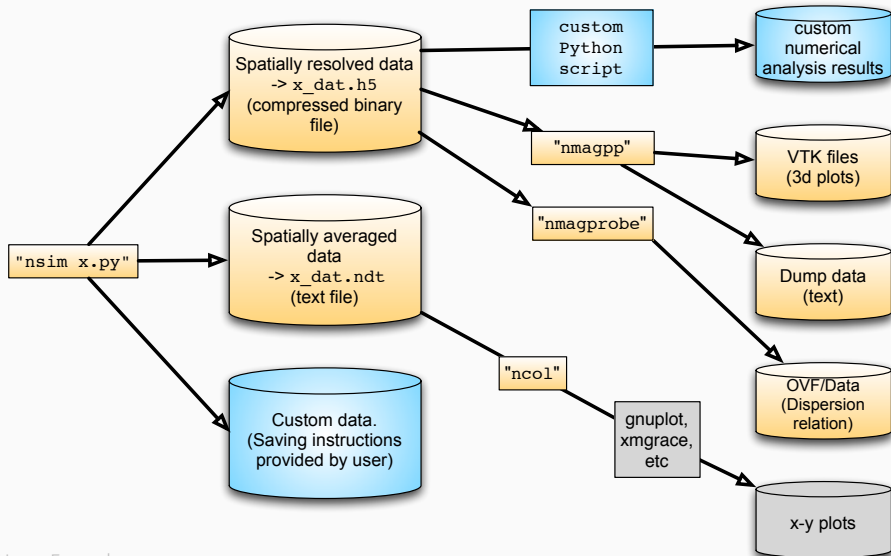 "nsim x.py"
Spatially resolved data
-> x_dat.h5
(compressed binary
file)
Spatially averaged
data
-> x_dat.ndt
(text file)
Custom data.
(Saving instructions
provided by user)
custom
Python
script
"nmagpp"
"nmagprobe"
"ncol"
gnuplot,
xmgrace,
etc
custom
numerical
analysis results
VTK files
(3d plots)
Dump data
(text)
OVF/Data
(Dispersion
relation)
x-y plots